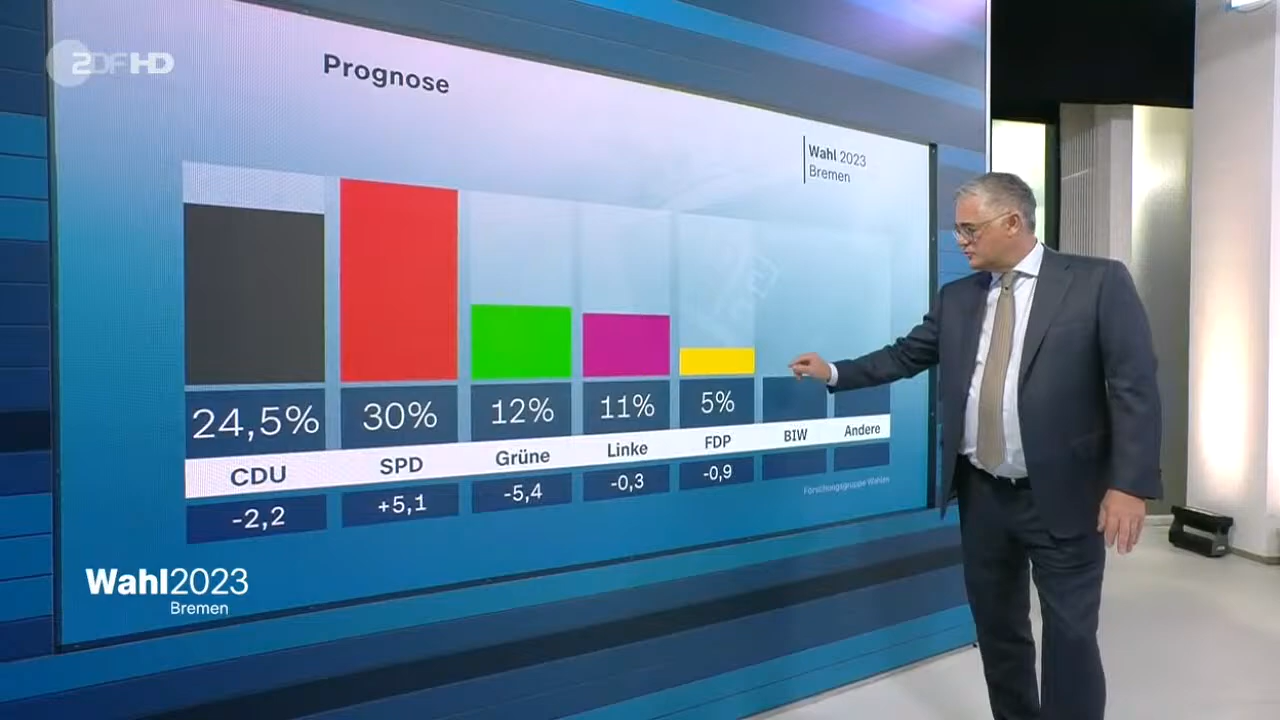 ZDFHD
Prognose
Wahl 2023
Bremen
24,5% 30% 12% 11% 5%
CDU SPD Grüne Linke FDP BIW Andere
-2,2 +5,1 -5,4 -0,3 -0,9
Forschungsgruppe Wahlen
Wahl2023
Bremen